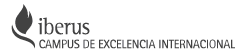 iberus
CAMPUS DE EXCELENCIA INTERNACIONAL